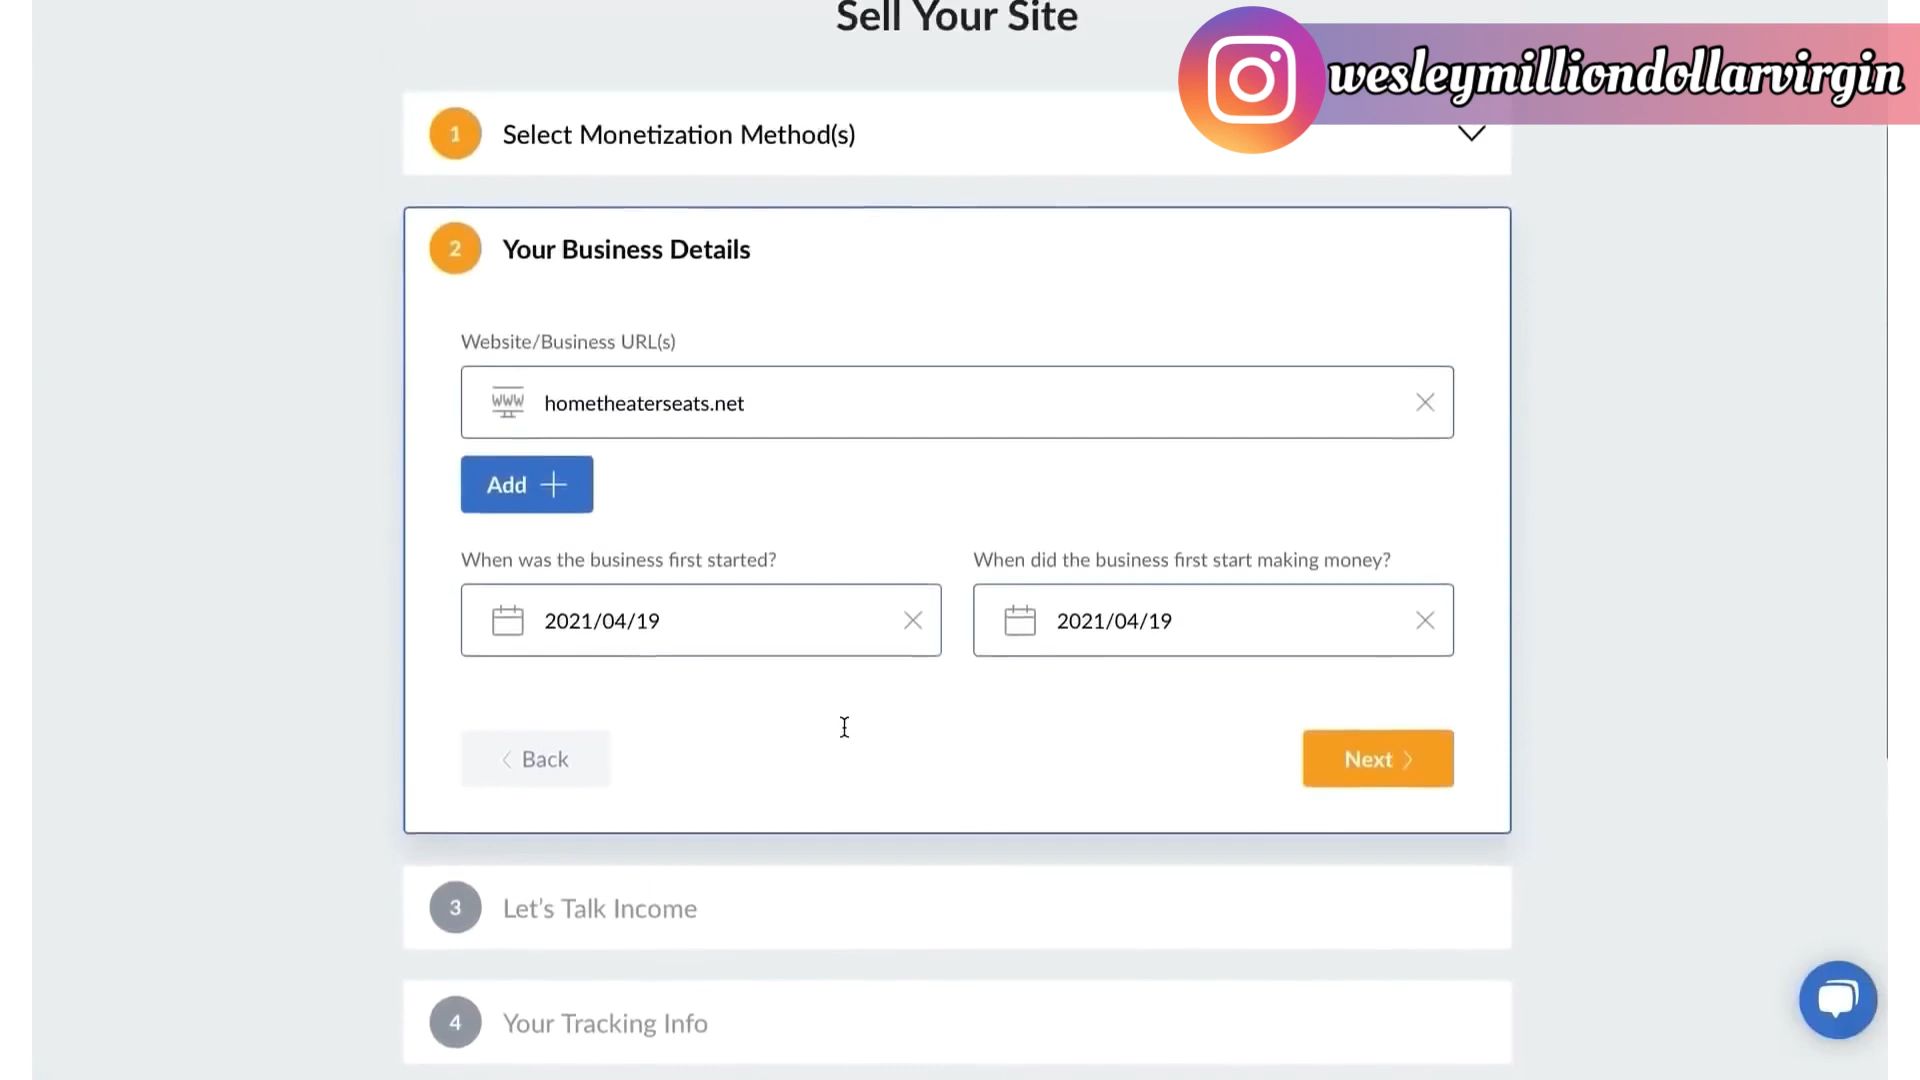 Sell Your Site
wesleymilliondollarvirgin
1 Select Monetization Method(s)
2 Your Business Details
Website/Business URL(s)
WWW hometheaterseats.net
Add
When was the business first started? When did the business first start making money?
2021/04/19 2021/04/19
Back Next
3 Let's Talk Income
4 Your Tracking Info